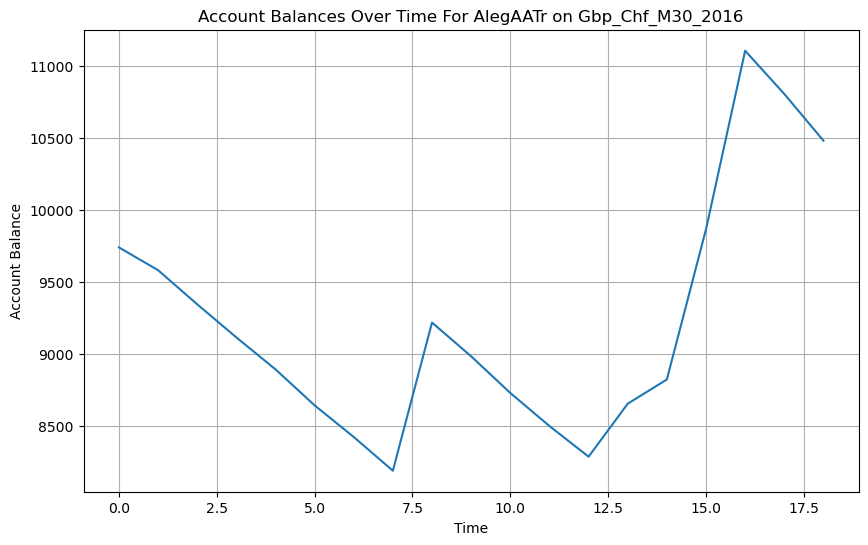 Account Balances Over Time For AlegAATr on Gbp_Chf_M30_2016
Account Balance
11000
10500
10000
9500
9000
8500
0.0 2.5 5.0 7.5 10.0 12.5 15.0 17.5
Time